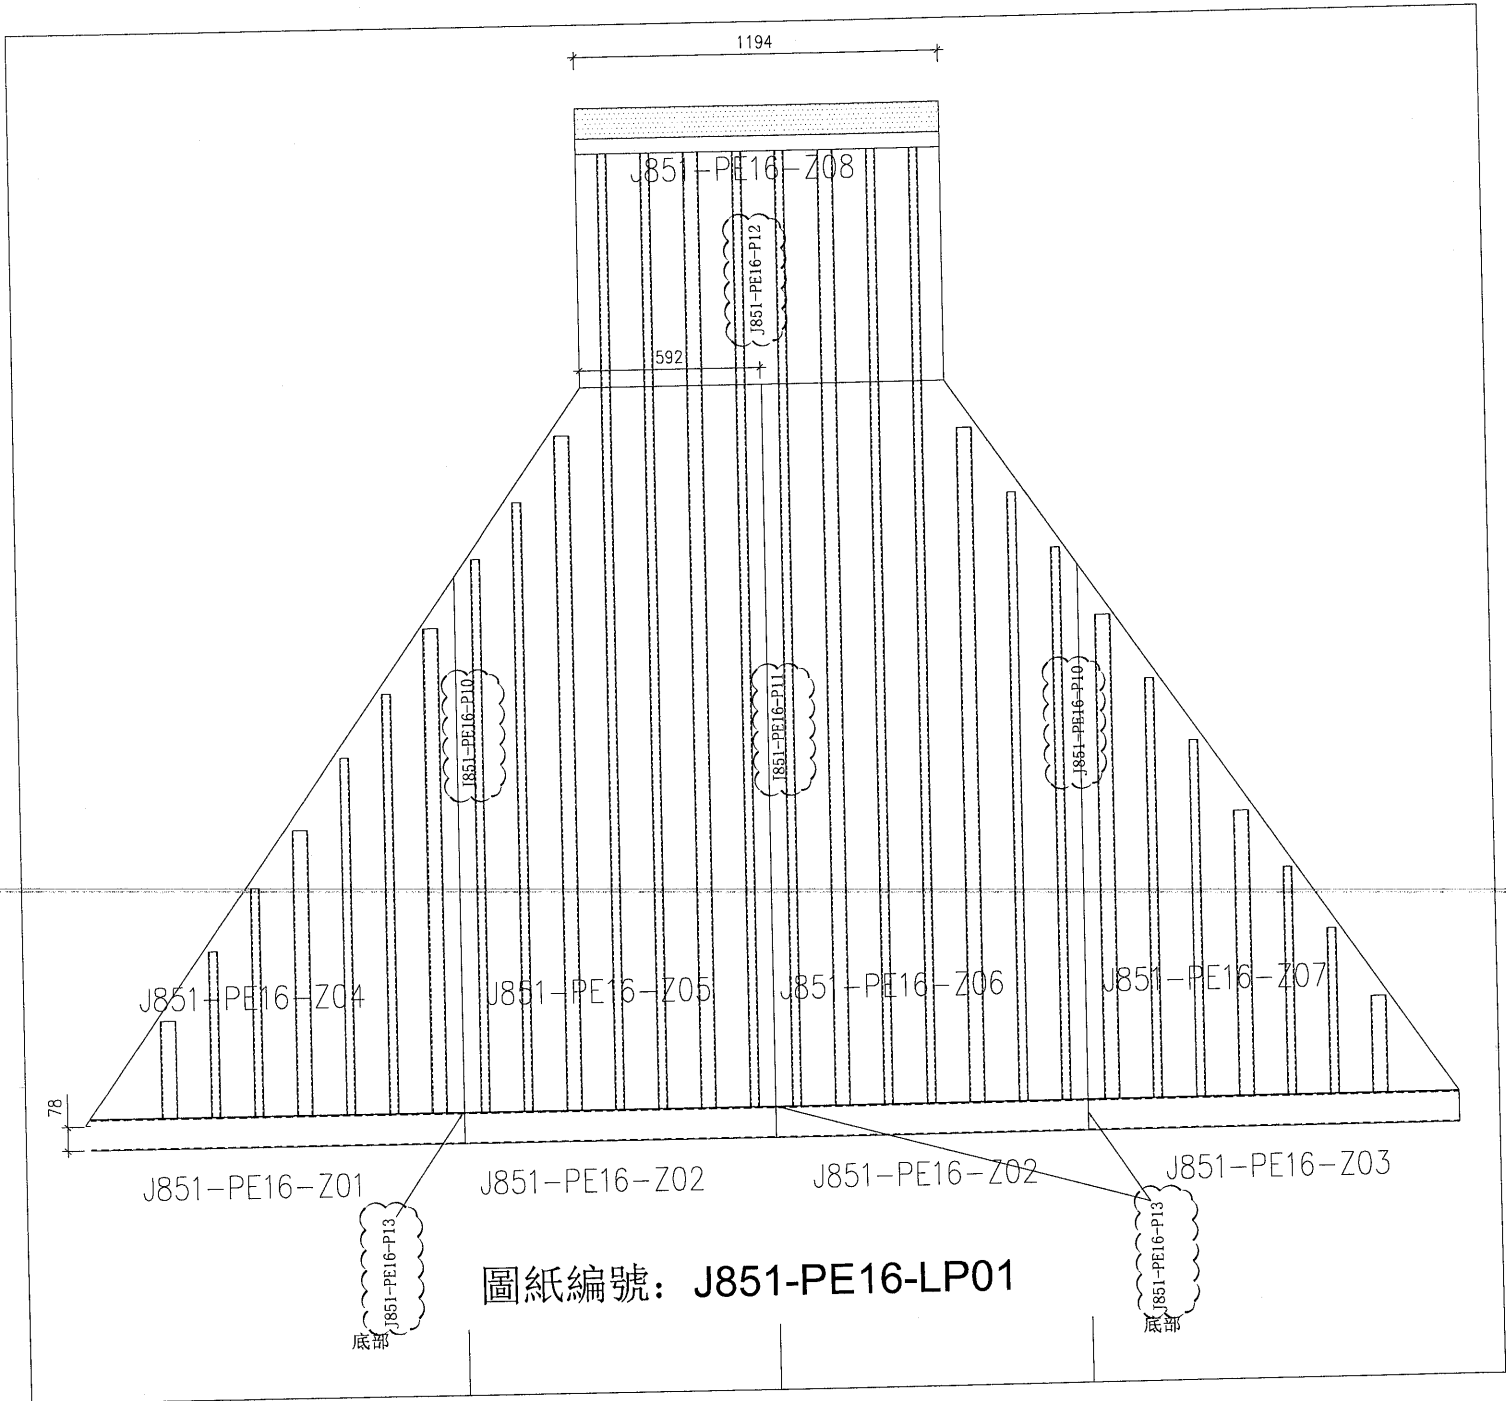 1194
J851-PE16-Z08
J851-PE16-P12
592
J851-PE16-P10
J851-PE16-P11
J851-PE16-P10
J851-PE16-Z04
J851-PE16-Z05
J851-PE16-Z06
J851-PE16-Z07
78
J851-PE16-Z01
J851-PE16-Z02
J851-PE16-Z02
J851-PE16-Z03
J851-PE16-P13
底部
J851-PE16-P13
底部
圖紙編號：J851-PE16-LP01